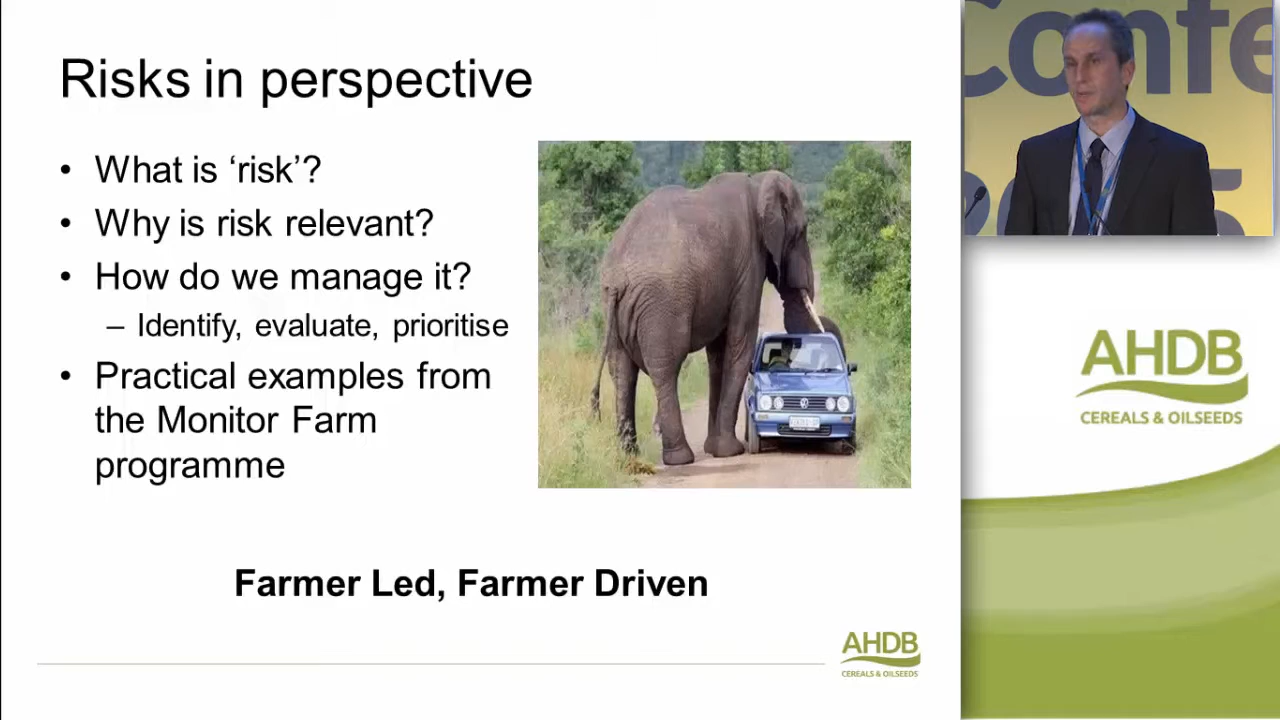 Risks in perspective
• What is ‘risk’?
• Why is risk relevant?
• How do we manage it?
– Identify, evaluate, prioritise
• Practical examples from
the Monitor Farm
programme
Farmer Led, Farmer Driven
AHDB
CEREALS & OILSEEDS
Confe
AHDB
CEREALS & OILSEEDS